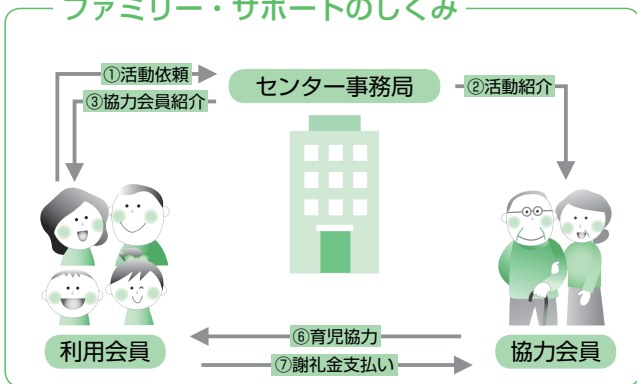 ファミリー・サポートのしくみ
①活動依頼
センター事務局
②活動紹介
③協力会員紹介
⑥育児協力
利用会員
協力会員
⑦謝礼金支払い